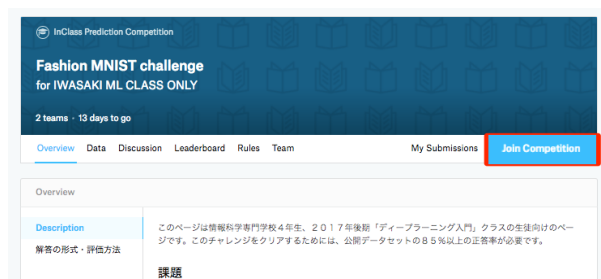 InClass Prediction Competition
Fashion MNIST challenge
for IWASAKI ML CLASS ONLY
2 teams · 13 days to go
Overview Data Discussion Leaderboard Rules Team My Submissions Join Competition
Overview
Description
このページは情報科学専門学校４年生、２０１７年後期「ディープラーニング入門」クラスの生徒向けのペー
ジです。このチャレンジをクリアするためには、公開データセットの８５％以上の正答率が必要です。
解答の形式・評価方法
課題